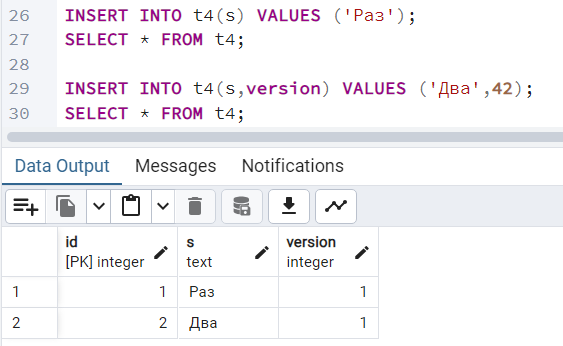 26 INSERT INTO t4(s) VALUES ('Раз');
27 SELECT * FROM t4;
28
29 INSERT INTO t4(s,version) VALUES ('Два',42);
30 SELECT * FROM t4;
Data Output Messages Notifications
id s version
[PK] integer text integer
1 1 Раз 1
2 2 Два 1